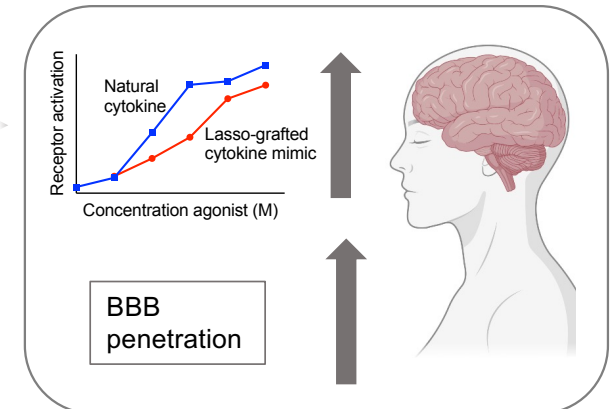 Receptor activation
Natural
cytokine
Lasso-grafted
cytokine mimic
Concentration agonist (M)
BBB
penetration